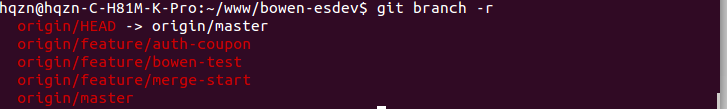 hqzn@hqzn-C-H81M-K-Pro:~/www/bowen-esdev$ git branch -r
  origin/HEAD -> origin/master
  origin/feature/auth-coupon
  origin/feature/bowen-test
  origin/feature/merge-start
  origin/master